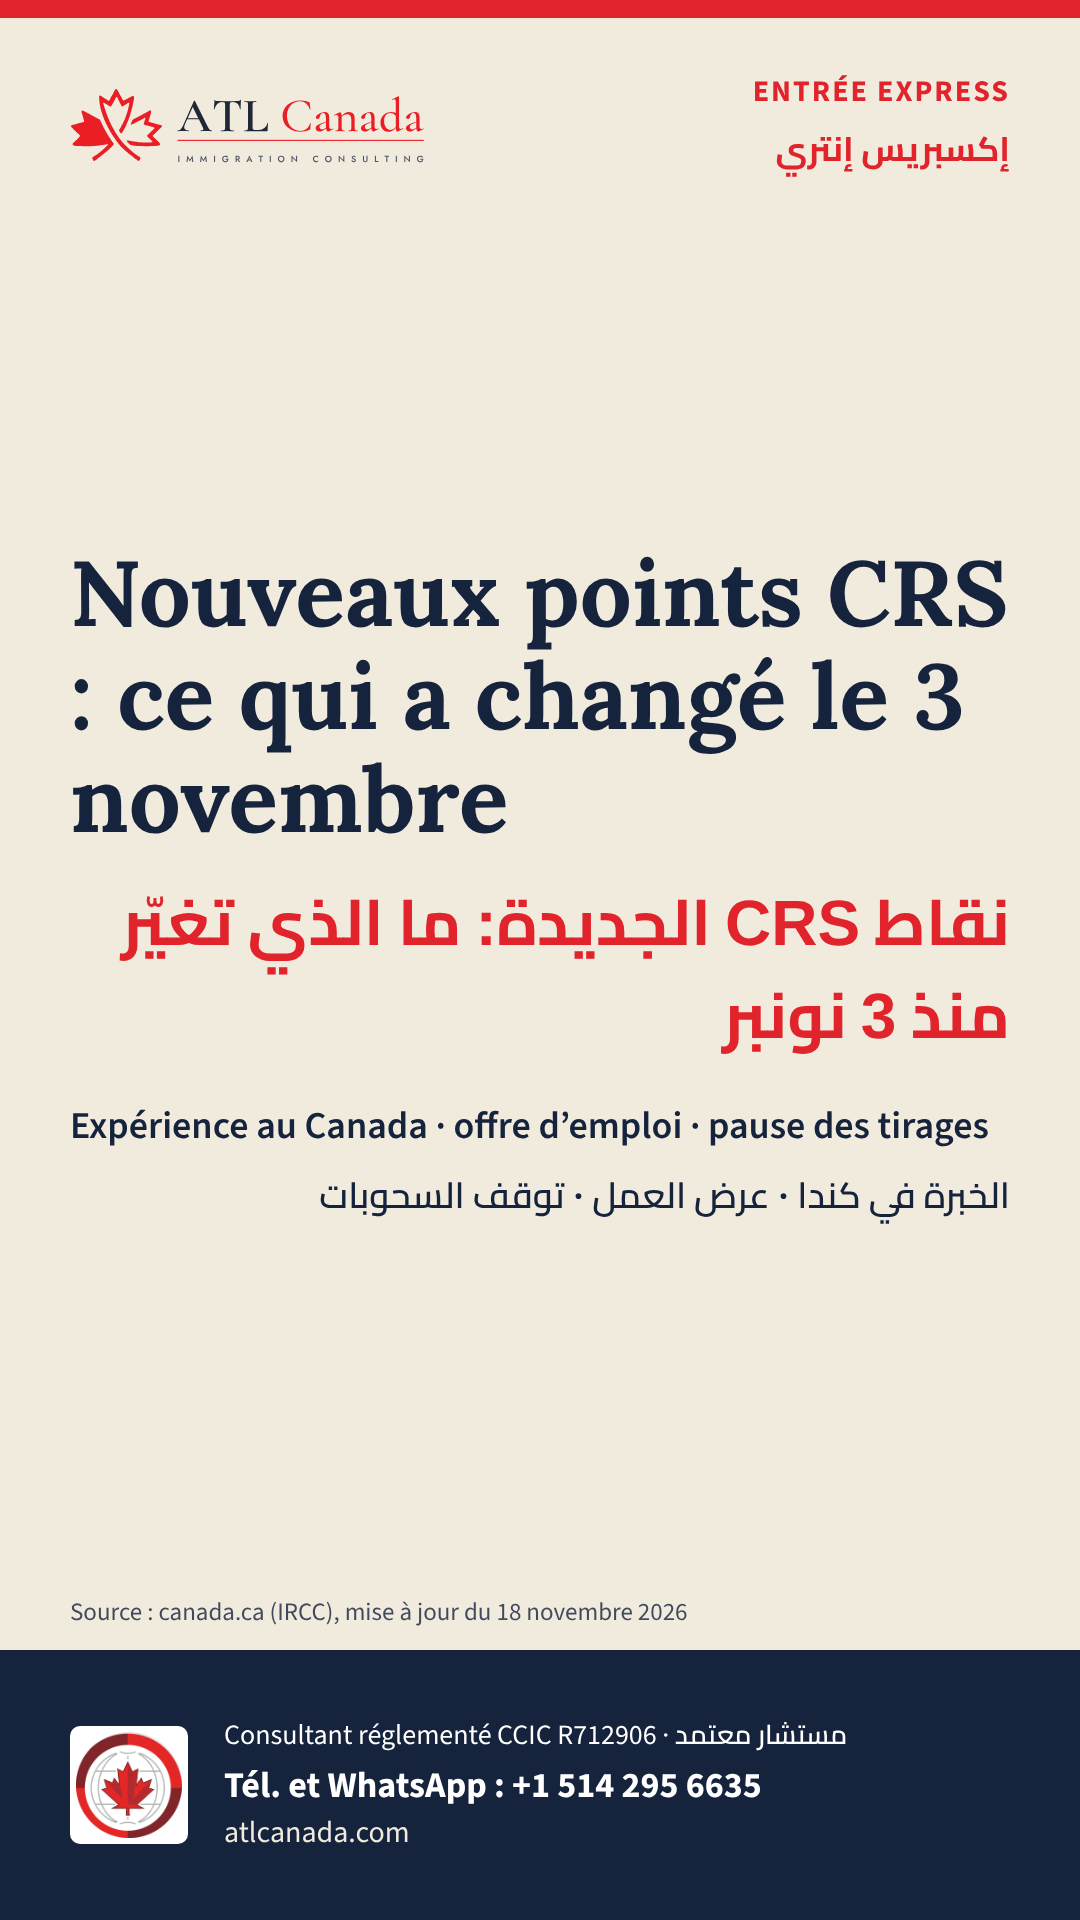 ATL Canada
IMMIGRATION CONSULTING
ENTRÉE EXPRESS
إكسبريس إنتري
Nouveaux points CRS
: ce qui a changé le 3
novembre
نقاط CRS الجديدة: ما الذي تغيّر
منذ 3 نونبر
Expérience au Canada · offre d’emploi · pause des tirages
الخبرة في كندا · عرض العمل · توقف السحوبات
Source : canada.ca (IRCC), mise à jour du 18 novembre 2026
Consultant réglementé CCIC R712906 · مستشار معتمد
Tél. et WhatsApp : +1 514 295 6635
atlcanada.com